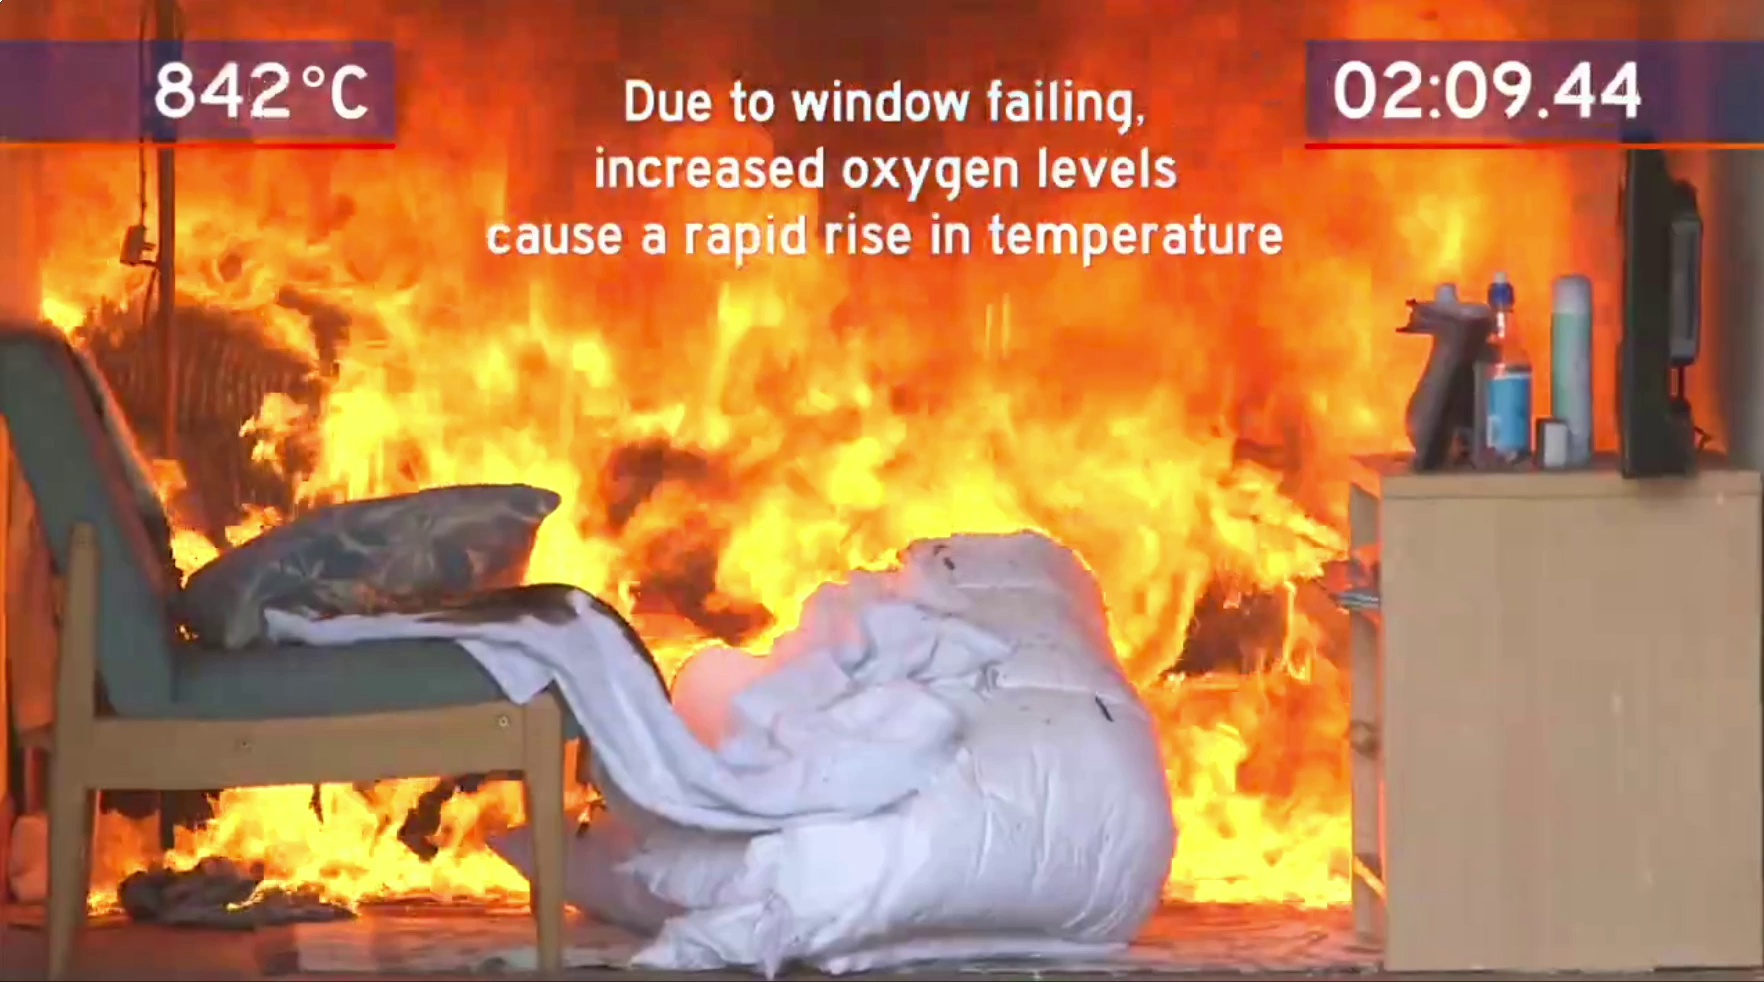 842°C
Due to window failing,
increased oxygen levels
cause a rapid rise in temperature
02:09.44